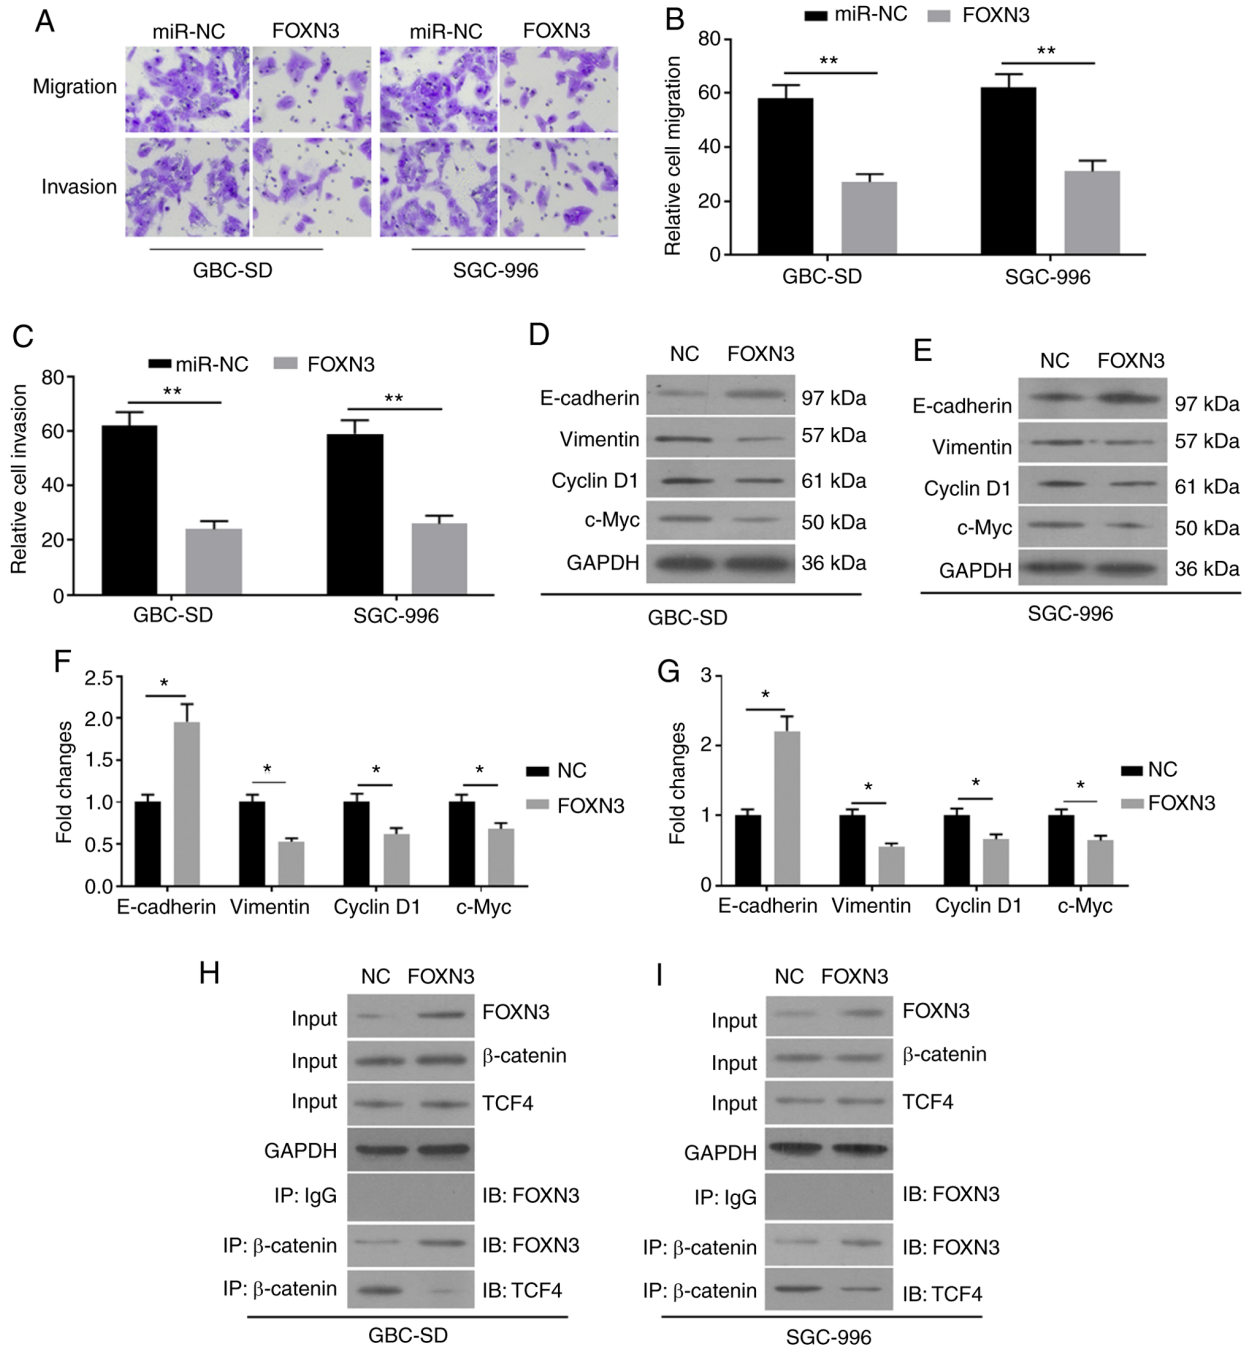 A
miR-NC FOXN3 miR-NC FOXN3
Migration
Invasion
GBC-SD SGC-996
B
miR-NC FOXN3
Relative cell migration
80
60
40
20
0
** **
GBC-SD SGC-996
C
miR-NC FOXN3
Relative cell invasion
80
60
40
20
0
** **
GBC-SD SGC-996
D
NC FOXN3
E-cadherin 97 kDa
Vimentin 57 kDa
Cyclin D1 61 kDa
c-Myc 50 kDa
GAPDH 36 kDa
GBC-SD
E
NC FOXN3
E-cadherin 97 kDa
Vimentin 57 kDa
Cyclin D1 61 kDa
c-Myc 50 kDa
GAPDH 36 kDa
SGC-996
F
Fold changes
2.5
2.0
1.5
1.0
0.5
0.0
* * * *
E-cadherin Vimentin Cyclin D1 c-Myc
NC
FOXN3
G
Fold changes
3
2
1
0
* * * *
E-cadherin Vimentin Cyclin D1 c-Myc
NC
FOXN3
H
NC FOXN3
Input FOXN3
Input β-catenin
Input TCF4
GAPDH
IP: IgG IB: FOXN3
IP: β-catenin IB: FOXN3
IP: β-catenin IB: TCF4
GBC-SD
I
NC FOXN3
Input FOXN3
Input β-catenin
Input TCF4
GAPDH
IP: IgG IB: FOXN3
IP: β-catenin IB: FOXN3
IP: β-catenin IB: TCF4
SGC-996